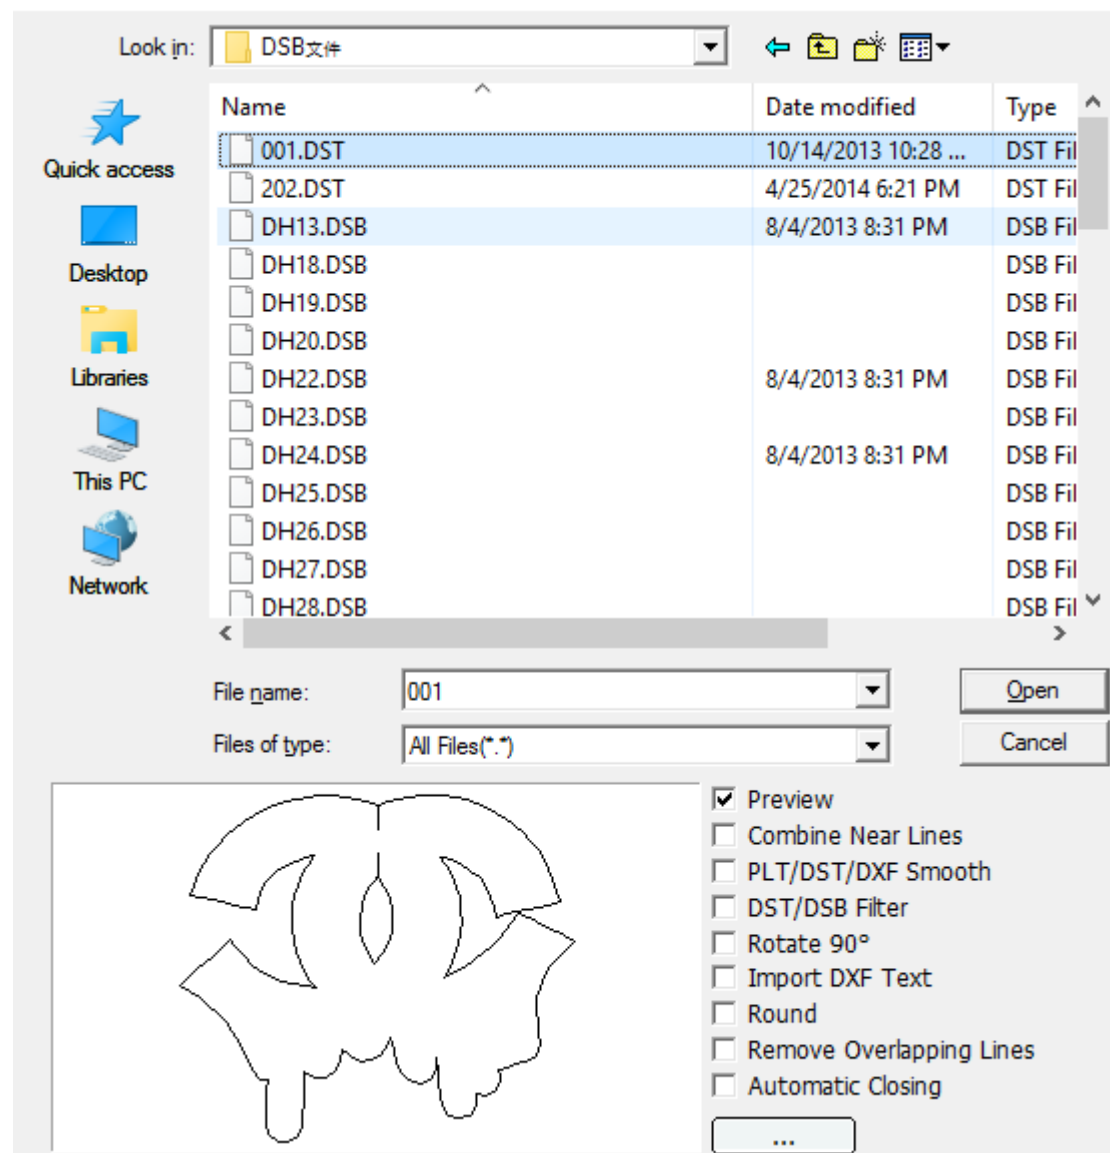 Look in: DSB文件
Name Date modified Type
Quick access
001.DST 10/14/2013 10:28 ... DST Fil
202.DST 4/25/2014 6:21 PM DST Fil
DH13.DSB 8/4/2013 8:31 PM DSB Fil
Desktop
DH18.DSB DSB Fil
DH19.DSB DSB Fil
DH20.DSB DSB Fil
Libraries
DH22.DSB 8/4/2013 8:31 PM DSB Fil
DH23.DSB DSB Fil
DH24.DSB 8/4/2013 8:31 PM DSB Fil
This PC
DH25.DSB DSB Fil
DH26.DSB DSB Fil
DH27.DSB DSB Fil
Network
DH28.DSB DSB Fil
File name: 001 Open
Files of type: All Files(*.*) Cancel
Preview
Combine Near Lines
PLT/DST/DXF Smooth
DST/DSB Filter
Rotate 90°
Import DXF Text
Round
Remove Overlapping Lines
Automatic Closing
...